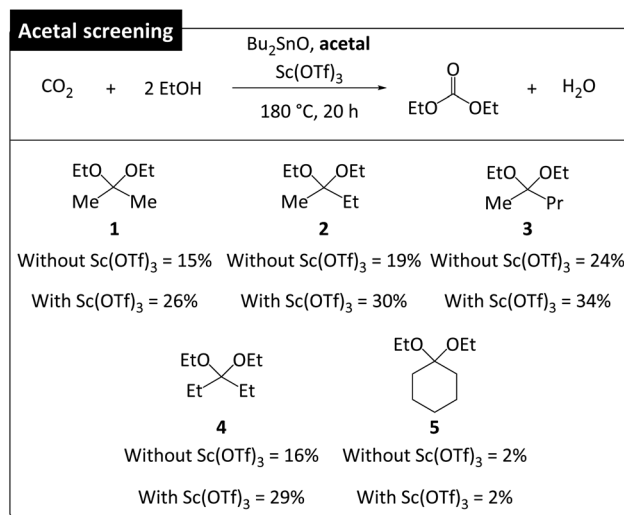 Acetal screening
Bu₂SnO, acetal
CO₂ + 2 EtOH Sc(OTf)₃ + H₂O
180 °C, 20 h
O
EtO OEt
EtO OEt EtO OEt EtO OEt
Me Me Me Et Me Pr
1 2 3
Without Sc(OTf)₃ = 15% Without Sc(OTf)₃ = 19% Without Sc(OTf)₃ = 24%
With Sc(OTf)₃ = 26% With Sc(OTf)₃ = 30% With Sc(OTf)₃ = 34%
EtO OEt EtO OEt
Et Et
4 5
Without Sc(OTf)₃ = 16% Without Sc(OTf)₃ = 2%
With Sc(OTf)₃ = 29% With Sc(OTf)₃ = 2%